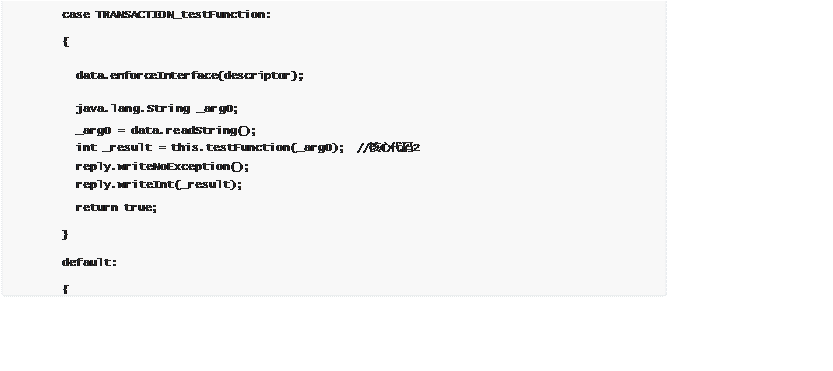 case TRANSACTION_testFunction:
{
data.enforceInterface(descriptor);
java.lang.String _arg0;
_arg0 = data.readString();
int _result = this.testFunction(_arg0); //核心代码2
reply.writeNoException();
reply.writeInt(_result);
return true;
}
default:
{